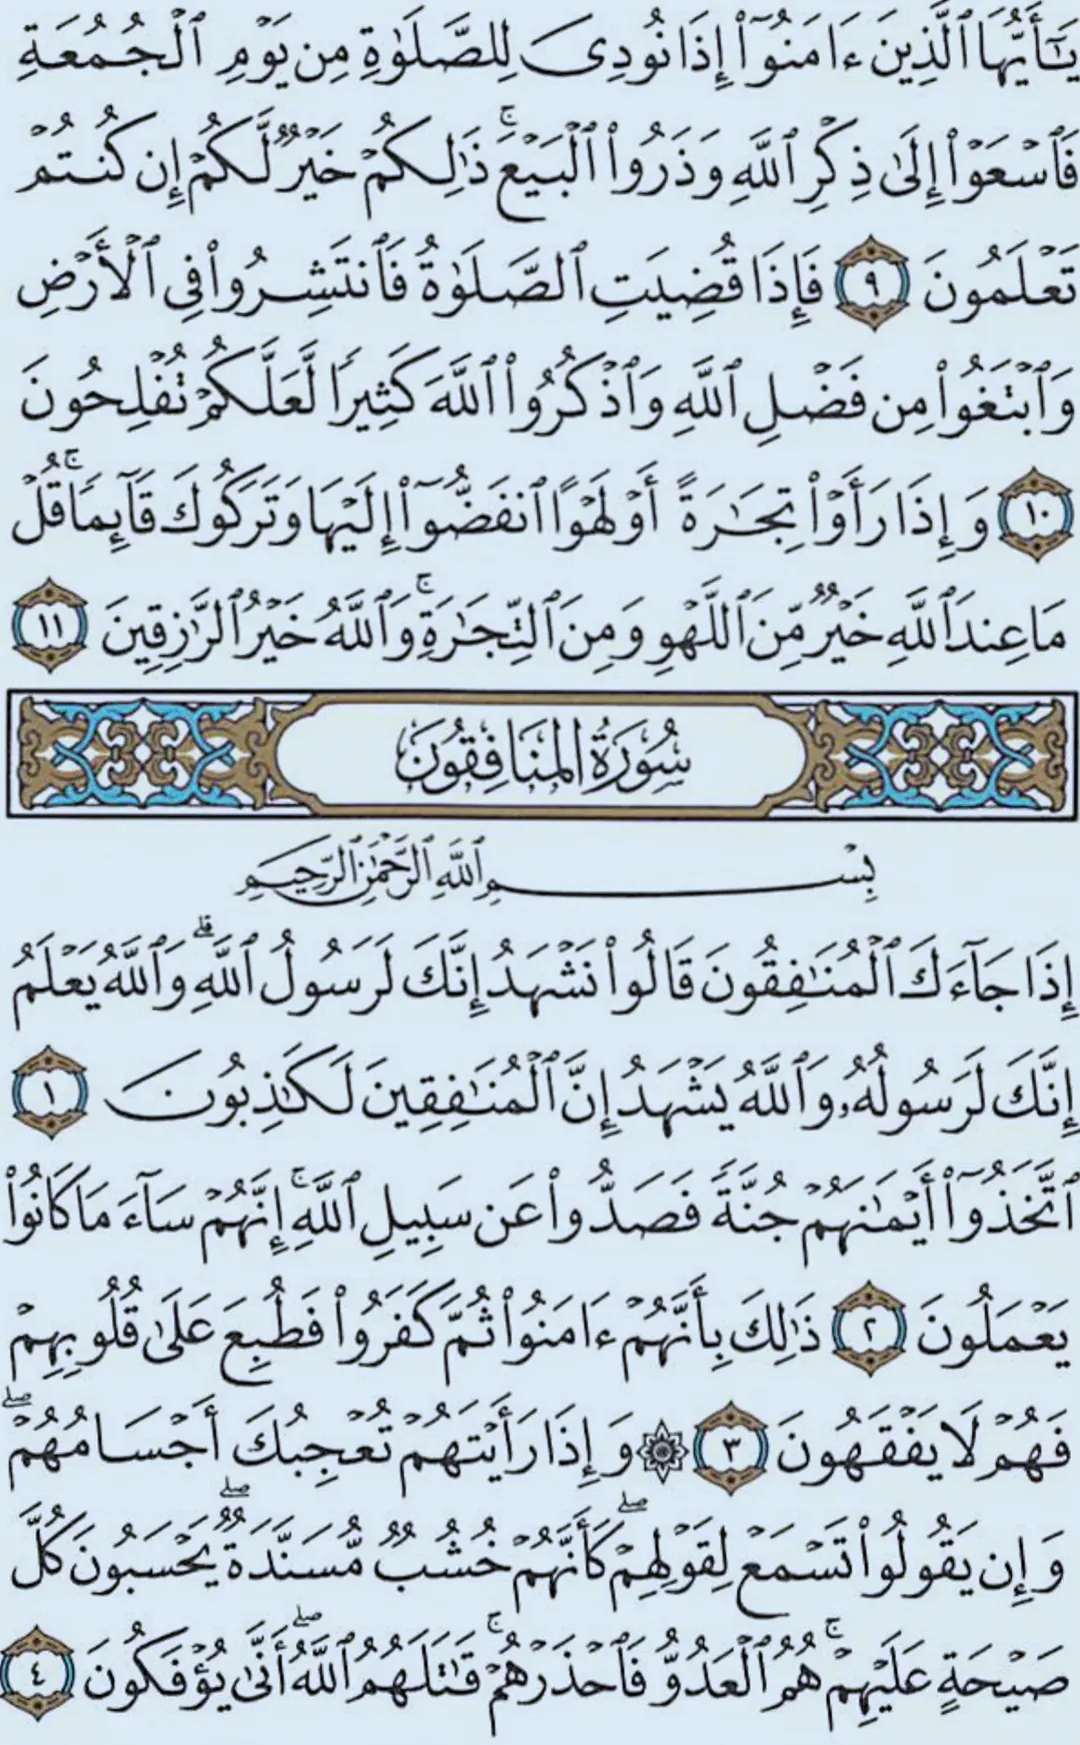 يَٰٓأَيُّهَا ٱلَّذِينَ ءَامَنُوٓا۟ إِذَا نُودِىَ لِلصَّلَوٰةِ مِن يَوْمِ ٱلْجُمُعَةِ
فَٱسْعَوْا۟ إِلَىٰ ذِكْرِ ٱللَّهِ وَذَرُوا۟ ٱلْبَيْعَ ۚ ذَٰلِكُمْ خَيْرٌ لَّكُمْ إِن كُنتُمْ
تَعْلَمُونَ ٩ فَإِذَا قُضِيَتِ ٱلصَّلَوٰةُ فَٱنتَشِرُوا۟ فِى ٱلْأَرْضِ
وَٱبْتَغُوا۟ مِن فَضْلِ ٱللَّهِ وَٱذْكُرُوا۟ ٱللَّهَ كَثِيرًا لَّعَلَّكُمْ تُفْلِحُونَ
١٠ وَإِذَا رَأَوْا۟ تِجَٰرَةً أَوْ لَهْوًا ٱنفَضُّوٓا۟ إِلَيْهَا وَتَرَكُوكَ قَآئِمًا ۚ قُلْ
مَا عِندَ ٱللَّهِ خَيْرٌ مِّنَ ٱللَّهْوِ وَمِنَ ٱلتِّجَٰرَةِ ۚ وَٱللَّهُ خَيْرُ ٱلرَّٰزِقِينَ ١١
سُورَةُ المُنَافِقُونَ
بِسْمِ ٱللَّهِ ٱلرَّحْمَٰنِ ٱلرَّحِيمِ
إِذَا جَآءَكَ ٱلْمُنَٰفِقُونَ قَالُوا۟ نَشْهَدُ إِنَّكَ لَرَسُولُ ٱللَّهِ ۗ وَٱللَّهُ يَعْلَمُ
إِنَّكَ لَرَسُولُهُۥ وَٱللَّهُ يَشْهَدُ إِنَّ ٱلْمُنَٰفِقِينَ لَكَٰذِبُونَ ١
ٱتَّخَذُوٓا۟ أَيْمَٰنَهُمْ جُنَّةً فَصَدُّوا۟ عَن سَبِيلِ ٱللَّهِ ۚ إِنَّهُمْ سَآءَ مَا كَانُوا۟
يَعْمَلُونَ ٢ ذَٰلِكَ بِأَنَّهُمْ ءَامَنُوا۟ ثُمَّ كَفَرُوا۟ فَطُبِعَ عَلَىٰ قُلُوبِهِمْ
فَهُمْ لَا يَفْقَهُونَ ٣ ۞ وَإِذَا رَأَيْتَهُمْ تُعْجِبُكَ أَجْسَامُهُمْ ۖ
وَإِن يَقُولُوا۟ تَسْمَعْ لِقَوْلِهِمْ ۖ كَأَنَّهُمْ خُشُبٌ مُّسَنَّدَةٌ ۖ يَحْسَبُونَ كُلَّ
صَيْحَةٍ عَلَيْهِمْ ۚ هُمُ ٱلْعَدُوُّ فَٱحْذَرْهُمْ ۚ قَٰتَلَهُمُ ٱللَّهُ ۖ أَنَّىٰ يُؤْفَكُونَ ٤